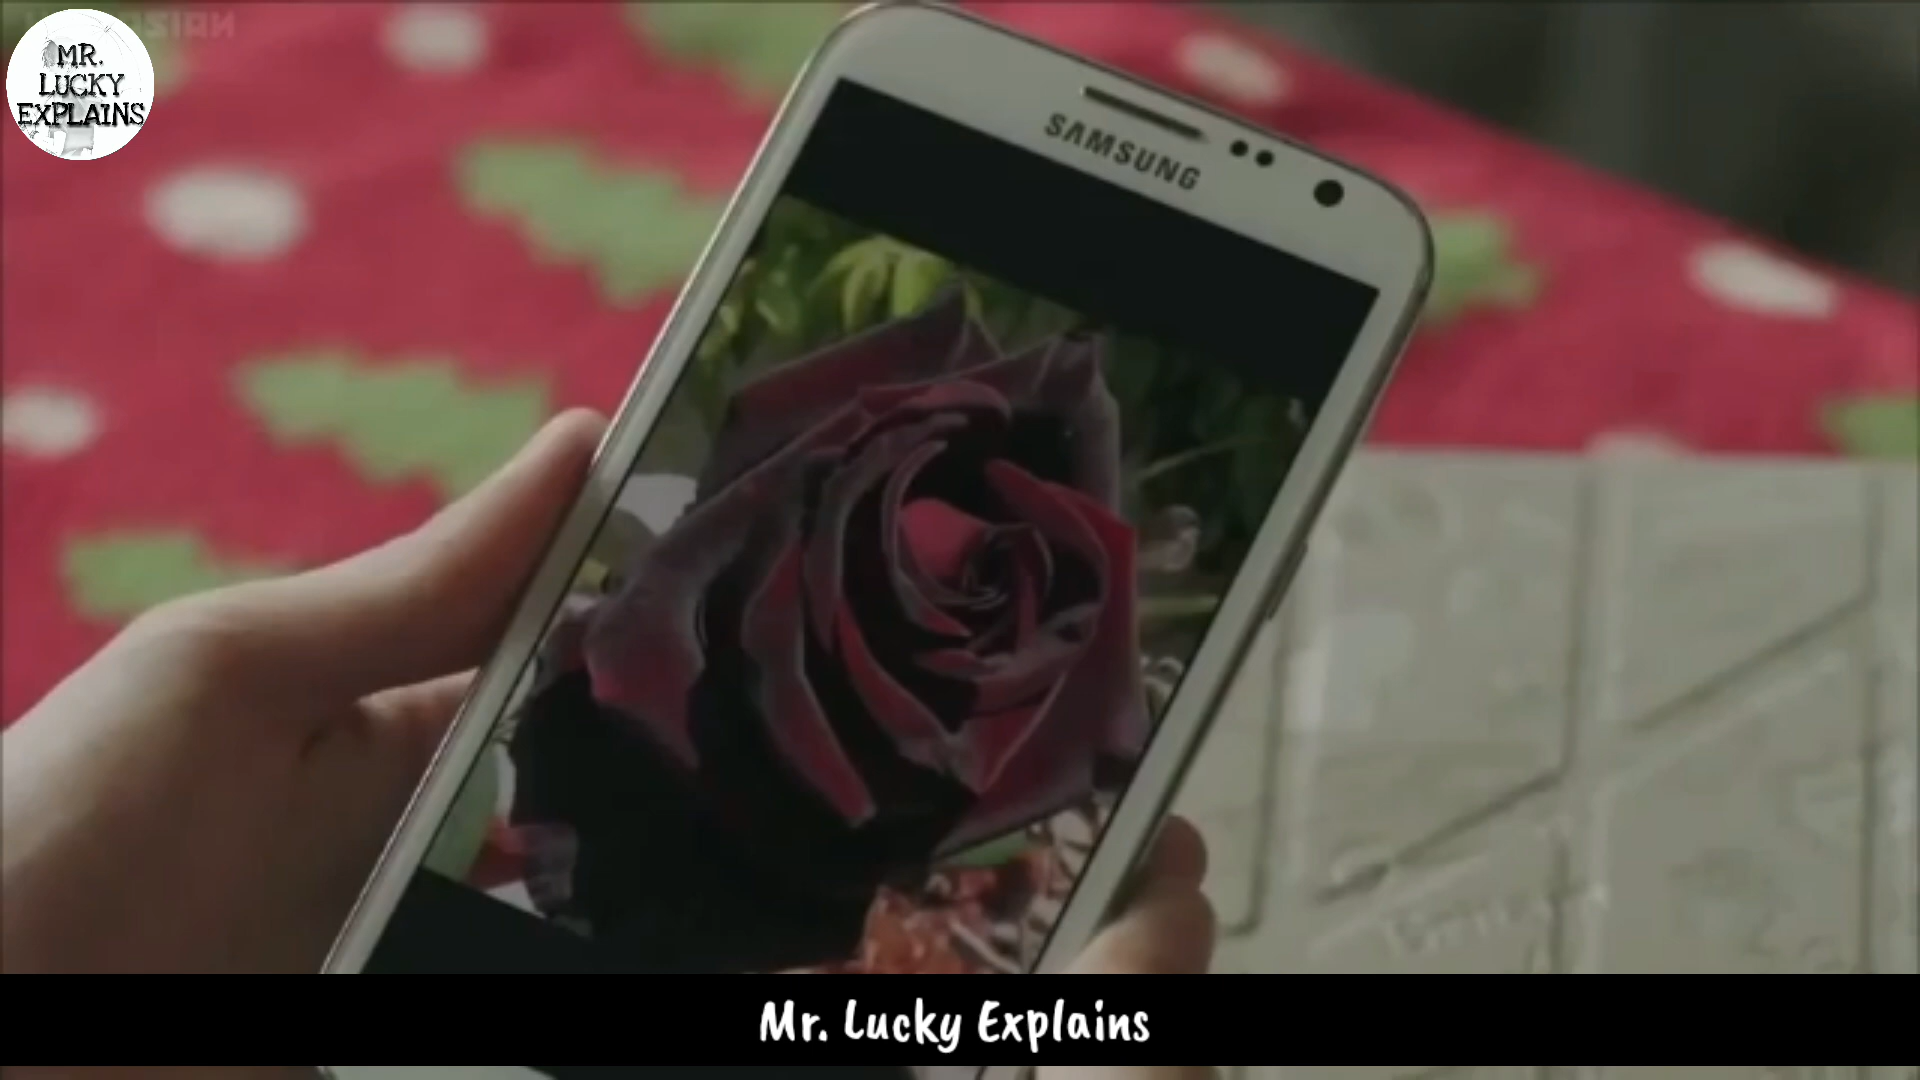 MR.
LUCKY
EXPLAINS
SAMSUNG
Mr. Lucky Explains